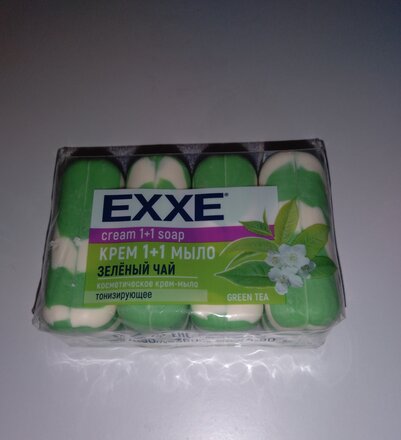 EXXE®
cream 1+1 soap
КРЕМ 1+1 МЫЛО
ЗЕЛЁНЫЙ ЧАЙ
косметическое крем-мыло
тонизирующее
GREEN TEA